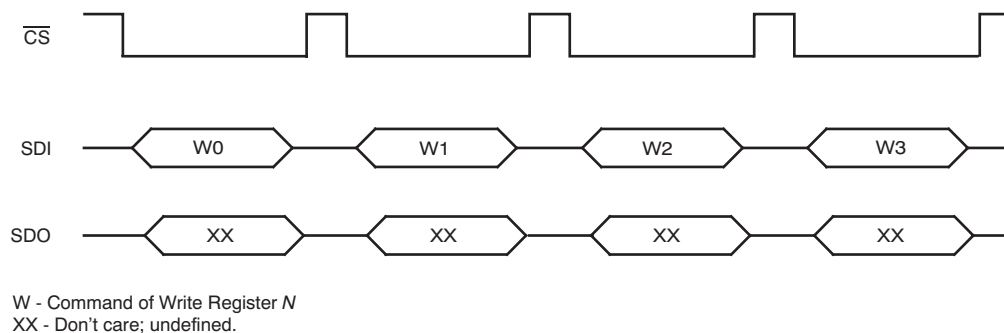 CS
SDI W0 W1 W2 W3
SDO XX XX XX XX
W - Command of Write Register N
XX - Don't care; undefined.